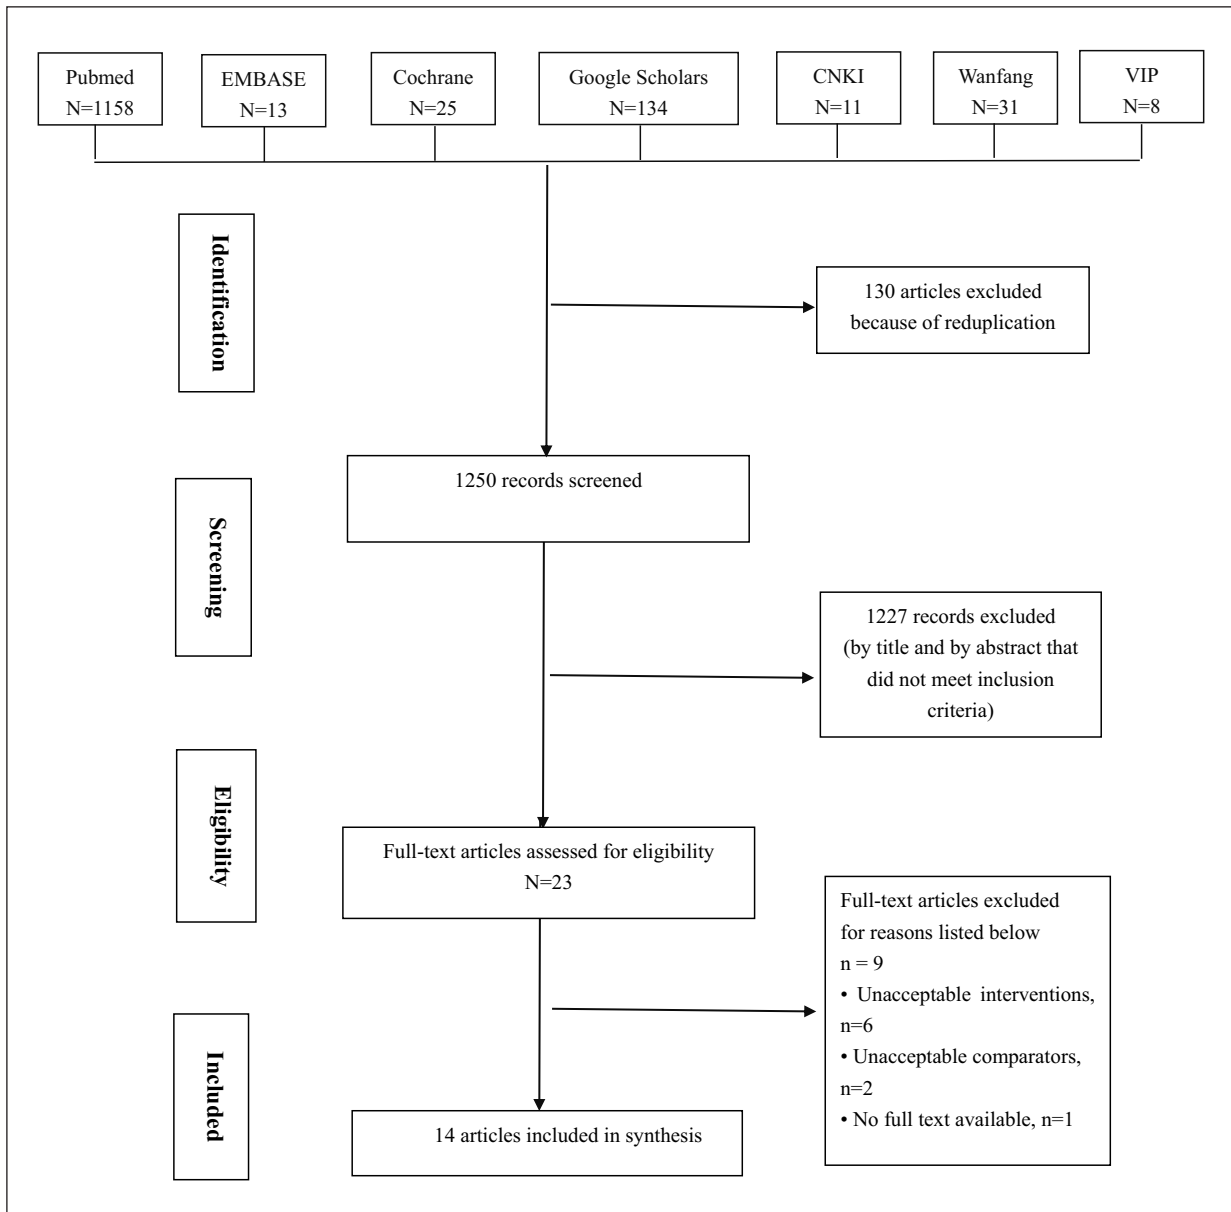 Pubmed
N=1158
EMBASE
N=13
Cochrane
N=25
Google Scholars
N=134
CNKI
N=11
Wanfang
N=31
VIP
N=8
Identification
130 articles excluded
because of reduplication
1250 records screened
Screening
1227 records excluded
(by title and by abstract that
did not meet inclusion
criteria)
Eligibility
Full-text articles assessed for eligibility
N=23
Full-text articles excluded
for reasons listed below
n = 9
• Unacceptable interventions,
n=6
• Unacceptable comparators,
n=2
• No full text available, n=1
Included
14 articles included in synthesis